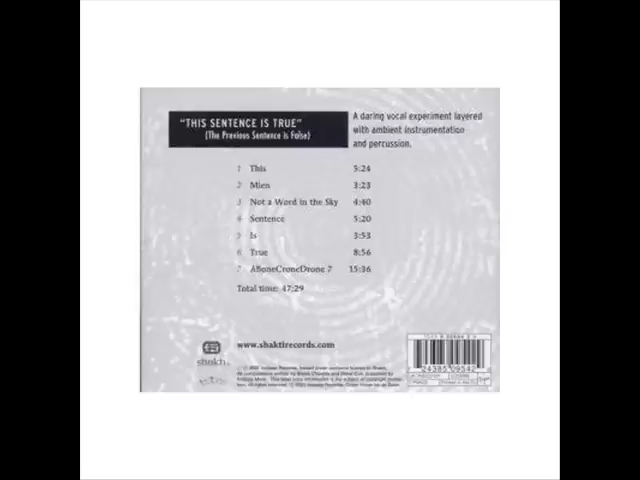 "THIS SENTENCE IS TRUE"
(The Previous Sentence is False)
A daring vocal experiment layered
with ambient instrumentation
and percussion.
1 This 5:24
2 Mien 3:23
3 Not a Word in the Sky 4:40
4 Sentence 5:20
5 Is 3:53
6 True 8:56
7 ABoneCroneDrone 7 15:36
Total time: 47:29
www.shaktirecords.com
shakti
24385 09542